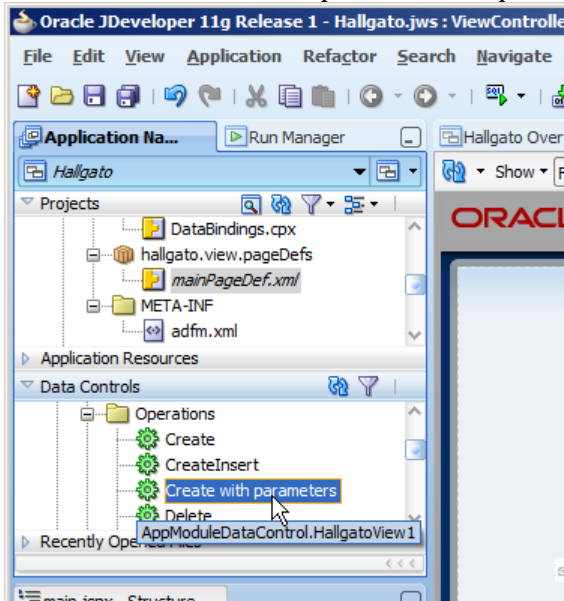 Oracle JDeveloper 11g Release 1 - Hallgato.jws : ViewControlle
File Edit View Application Refactor Search Navigate
Application Na... Run Manager Hallgato Over
Hallgato Show
Projects
ORACL
DataBindings.cpx
hallgato.view.pageDefs
mainPageDef.xml
META-INF
adfm.xml
Application Resources
Data Controls
Operations
Create
CreateInsert
Create with parameters
Delete
AppModuleDataControl.HallgatoView1
Recently Opened Files
main.jspx - Structure